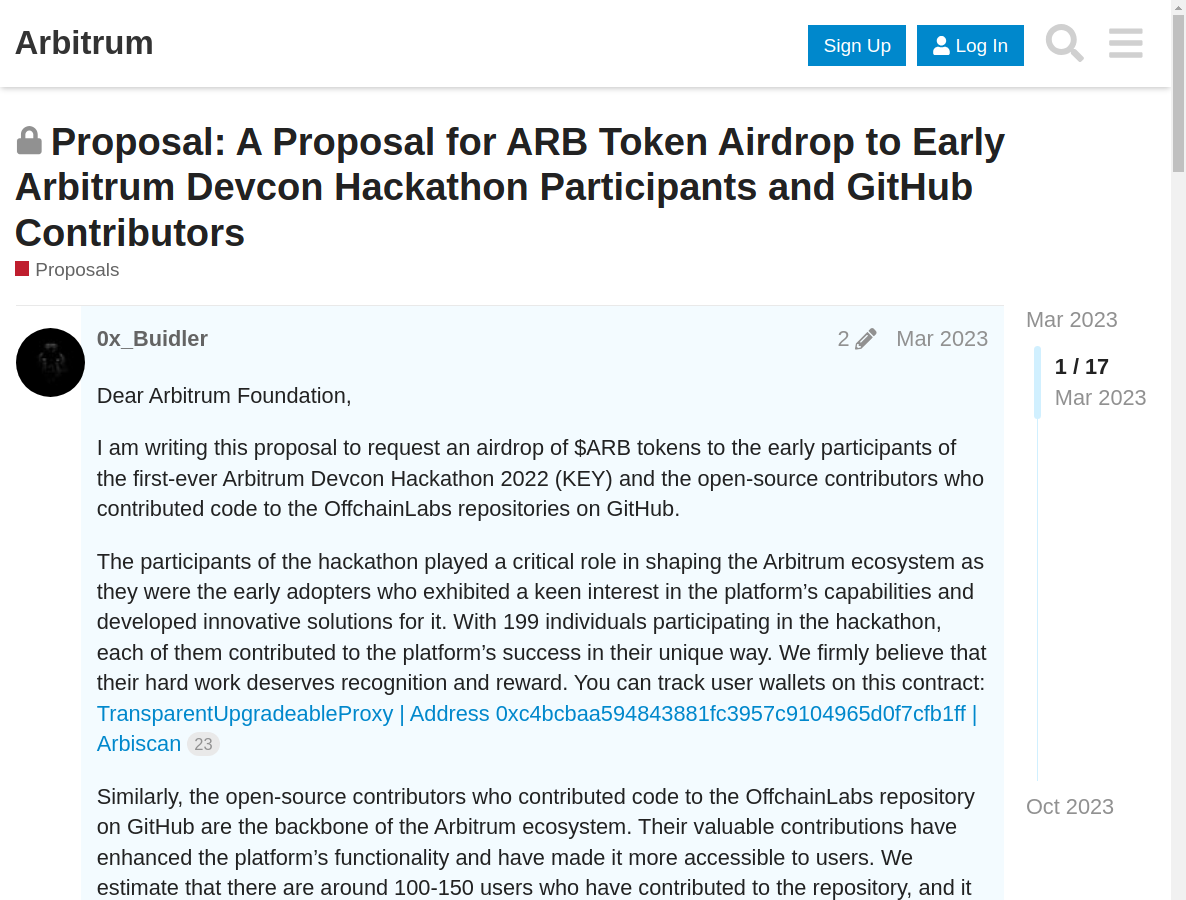 Arbitrum
Sign Up
Log In
Proposal: A Proposal for ARB Token Airdrop to Early
Arbitrum Devcon Hackathon Participants and GitHub
Contributors
Proposals
0x_Buidler
2
Mar 2023
Dear Arbitrum Foundation,
I am writing this proposal to request an airdrop of $ARB tokens to the early participants of
the first-ever Arbitrum Devcon Hackathon 2022 (KEY) and the open-source contributors who
contributed code to the OffchainLabs repositories on GitHub.
The participants of the hackathon played a critical role in shaping the Arbitrum ecosystem as
they were the early adopters who exhibited a keen interest in the platform’s capabilities and
developed innovative solutions for it. With 199 individuals participating in the hackathon,
each of them contributed to the platform’s success in their unique way. We firmly believe that
their hard work deserves recognition and reward. You can track user wallets on this contract:
TransparentUpgradeableProxy | Address 0xc4bcbaa594843881fc3957c9104965d0f7cfb1ff |
Arbiscan 23
Similarly, the open-source contributors who contributed code to the OffchainLabs repository
on GitHub are the backbone of the Arbitrum ecosystem. Their valuable contributions have
enhanced the platform’s functionality and have made it more accessible to users. We
estimate that there are around 100-150 users who have contributed to the repository, and it
Mar 2023
1 / 17
Mar 2023
Oct 2023